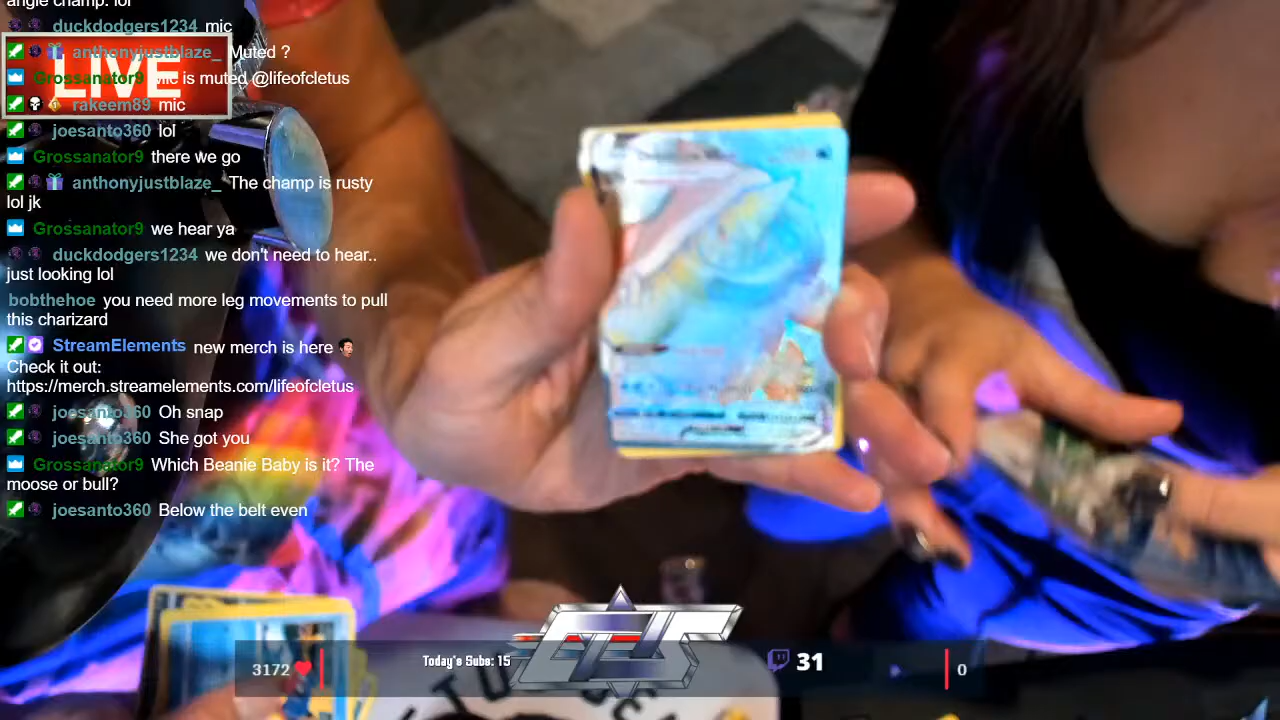 angle champ. lol
duckdodgers1234 mic
anthonyjustblaze_ Muted ?
LIVE
Grossanator9 Mic is muted @lifeofcletus
rakeem89 mic
joesanto360 lol
Grossanator9 there we go
anthonyjustblaze_ The champ is rusty
lol jk
Grossanator9 we hear ya
duckdodgers1234 we don't need to hear..
just looking lol
bobthehoe you need more leg movements to pull
this charizard
StreamElements new merch is here
Check it out:
https://merch.streamelements.com/lifeofcletus
joesanto360 Oh snap
joesanto360 She got you
Grossanator9 Which Beanie Baby is it? The
moose or bull?
joesanto360 Below the belt even
3172
Today's Subs: 15
31
0